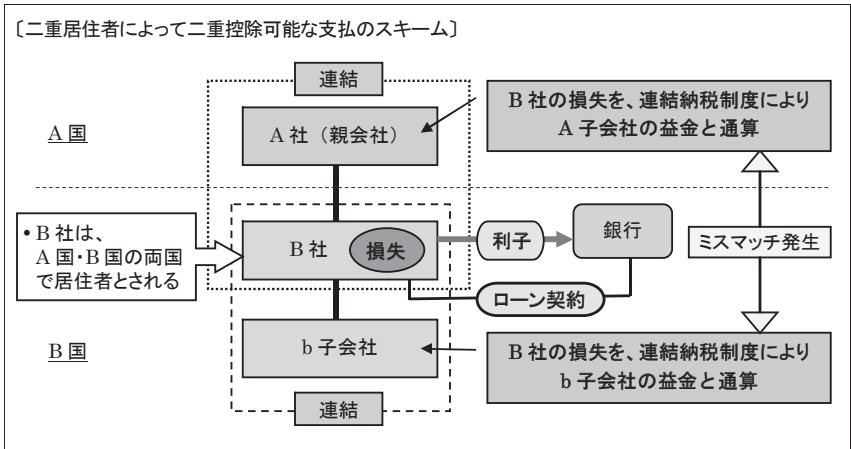 〔二重居住者によって二重控除可能な支払のスキーム〕
連結
A国
A社（親会社）
B社の損失を、連結納税制度により
A子会社の益金と通算
• B社は、
A国・B国の両国
で居住者とされる
B社
損失
利子
銀行
ミスマッチ発生
ローン契約
B国
b子会社
B社の損失を、連結納税制度により
b子会社の益金と通算
連結